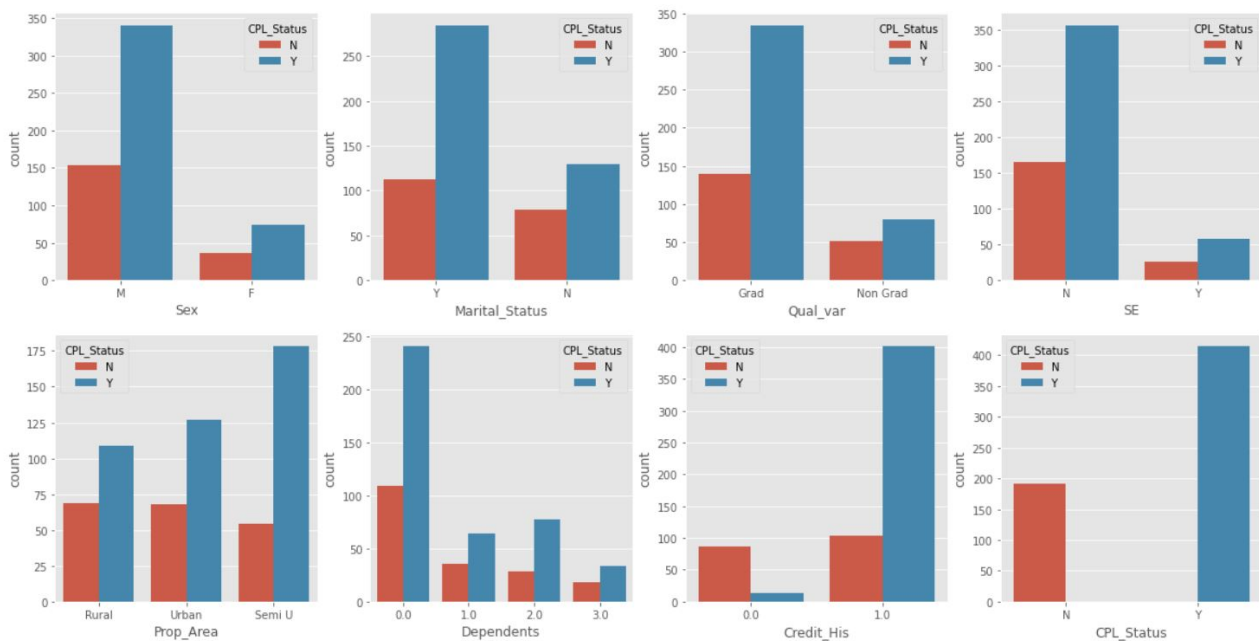 CPL_Status
N
Y
count
350
300
250
200
150
100
50
0
M F
Sex
CPL_Status
N
Y
count
250
200
150
100
50
0
Y N
Marital_Status
CPL_Status
N
Y
count
350
300
250
200
150
100
50
0
Grad Non Grad
Qual_var
CPL_Status
N
Y
count
350
300
250
200
150
100
50
0
N Y
SE
CPL_Status
N
Y
count
175
150
125
100
75
50
25
0
Rural Urban Semi U
Prop_Area
CPL_Status
N
Y
count
250
200
150
100
50
0
0.0 1.0 2.0 3.0
Dependents
CPL_Status
N
Y
count
400
350
300
250
200
150
100
50
0
0.0 1.0
Credit_His
CPL_Status
N
Y
count
400
350
300
250
200
150
100
50
0
N Y
CPL_Status